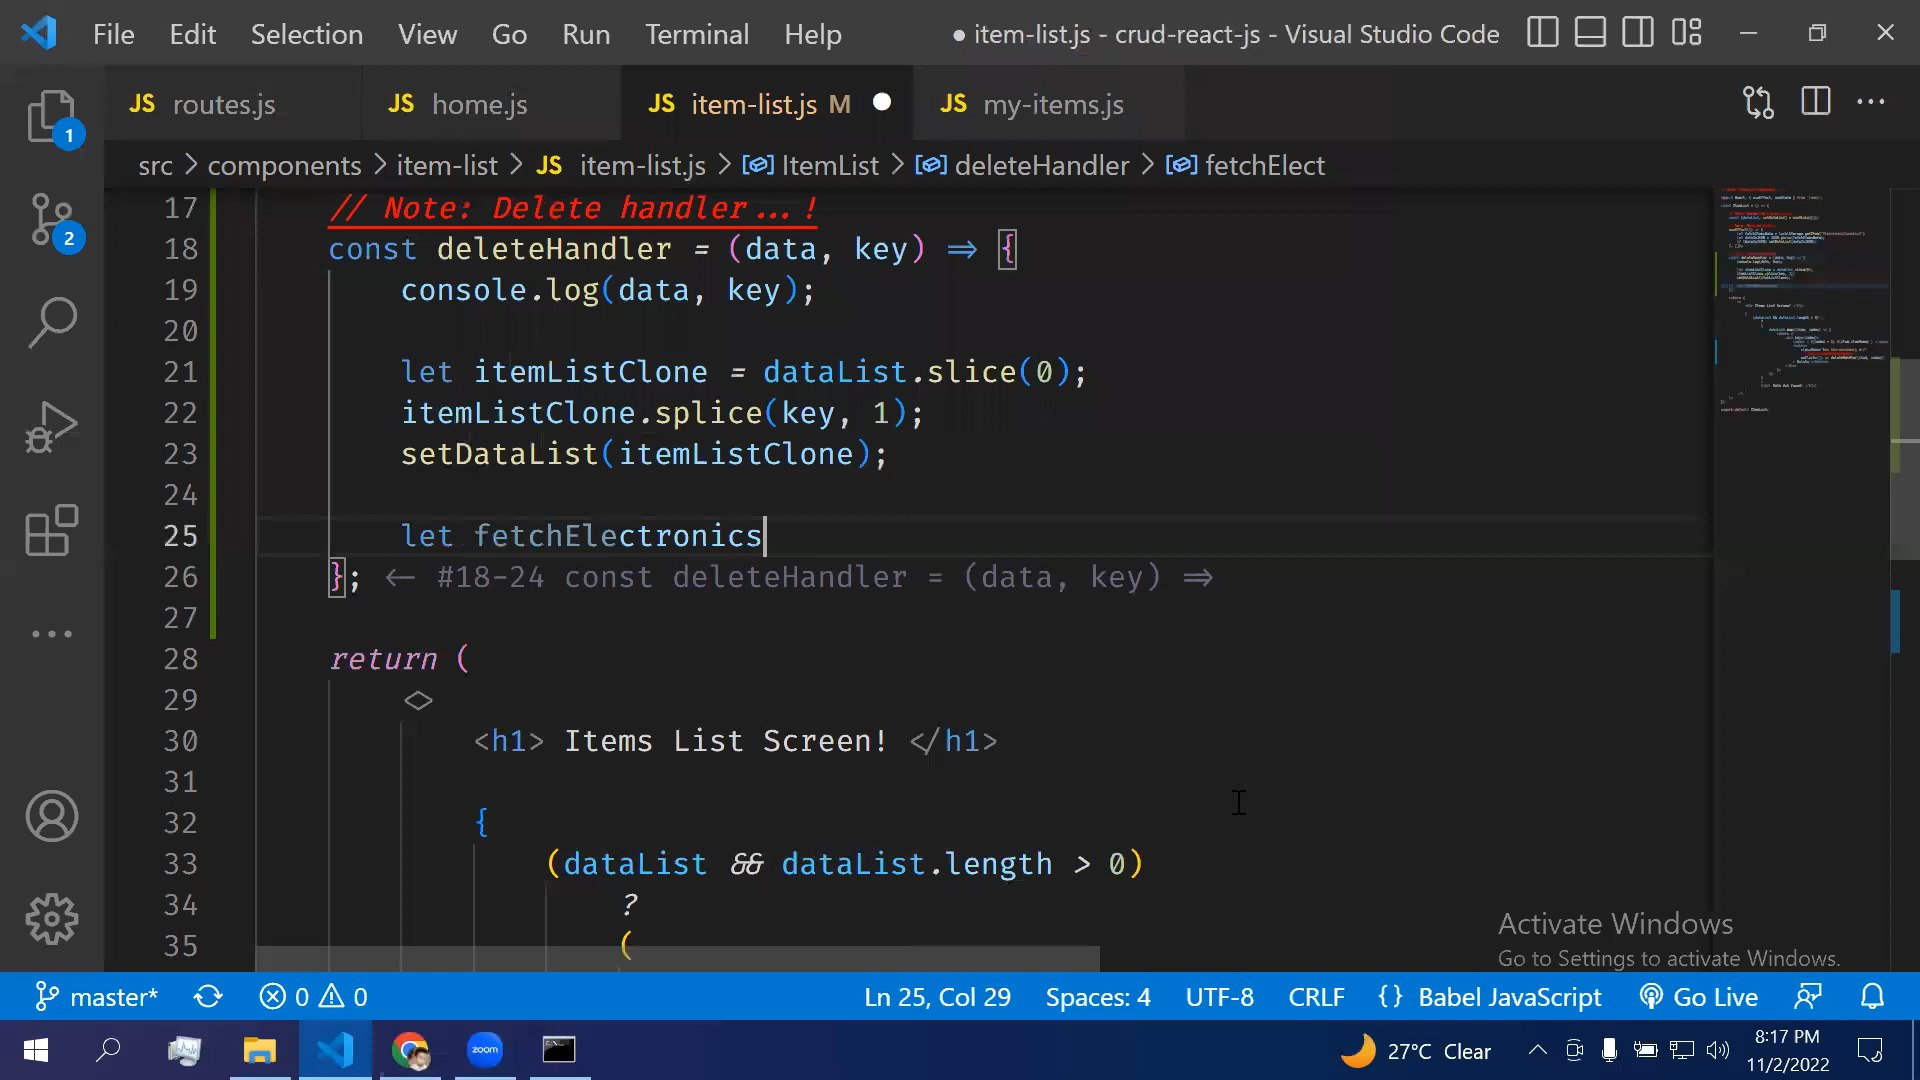 File Edit Selection View Go Run Terminal Help ● item-list.js - crud-react-js - Visual Studio Code
JS routes.js JS home.js JS item-list.js M ● JS my-items.js
src > components > item-list > JS item-list.js > ItemList > deleteHandler > fetchElect
17 // Note: Delete handler...!
18 const deleteHandler = (data, key) => {
19 console.log(data, key);
20
21 let itemListClone = dataList.slice(0);
22 itemListClone.splice(key, 1);
23 setDataList(itemListClone);
24
25 let fetchElectronics
26 }; <- #18-24 const deleteHandler = (data, key) =>
27
28 return (
29 <>
30 <h1> Items List Screen! </h1>
31
32 {
33 (dataList && dataList.length > 0)
34 ?
35 (
1
2
Activate Windows
Go to Settings to activate Windows.
master* 0 0 Ln 25, Col 29 Spaces: 4 UTF-8 CRLF {} Babel JavaScript Go Live
zoom 27°C Clear 8:17 PM
11/2/2022